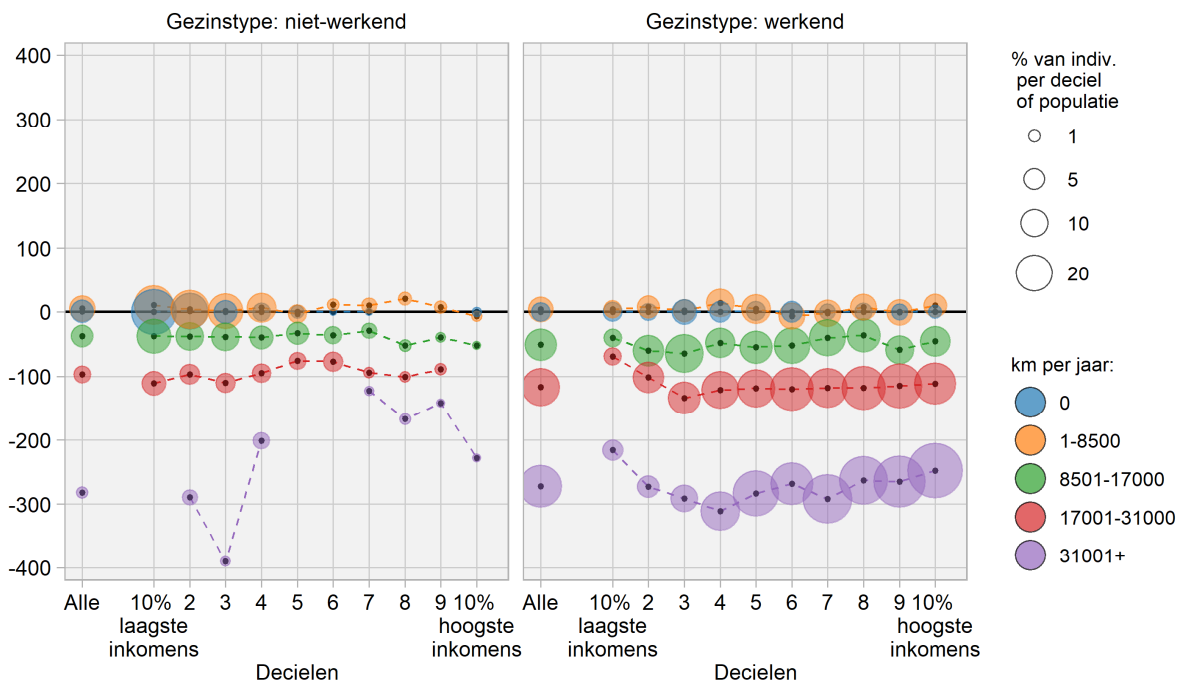 Gezinstype: niet-werkend
Gezinstype: werkend
400
300
200
100
0
-100
-200
-300
-400
Alle 10% 2 3 4 5 6 7 8 9 10%
laagste hoogste
inkomens inkomens
Decielen
Alle 10% 2 3 4 5 6 7 8 9 10%
laagste hoogste
inkomens inkomens
Decielen
% van indiv.
per deciel
of populatie
1
5
10
20
km per jaar:
0
1-8500
8501-17000
17001-31000
31001+